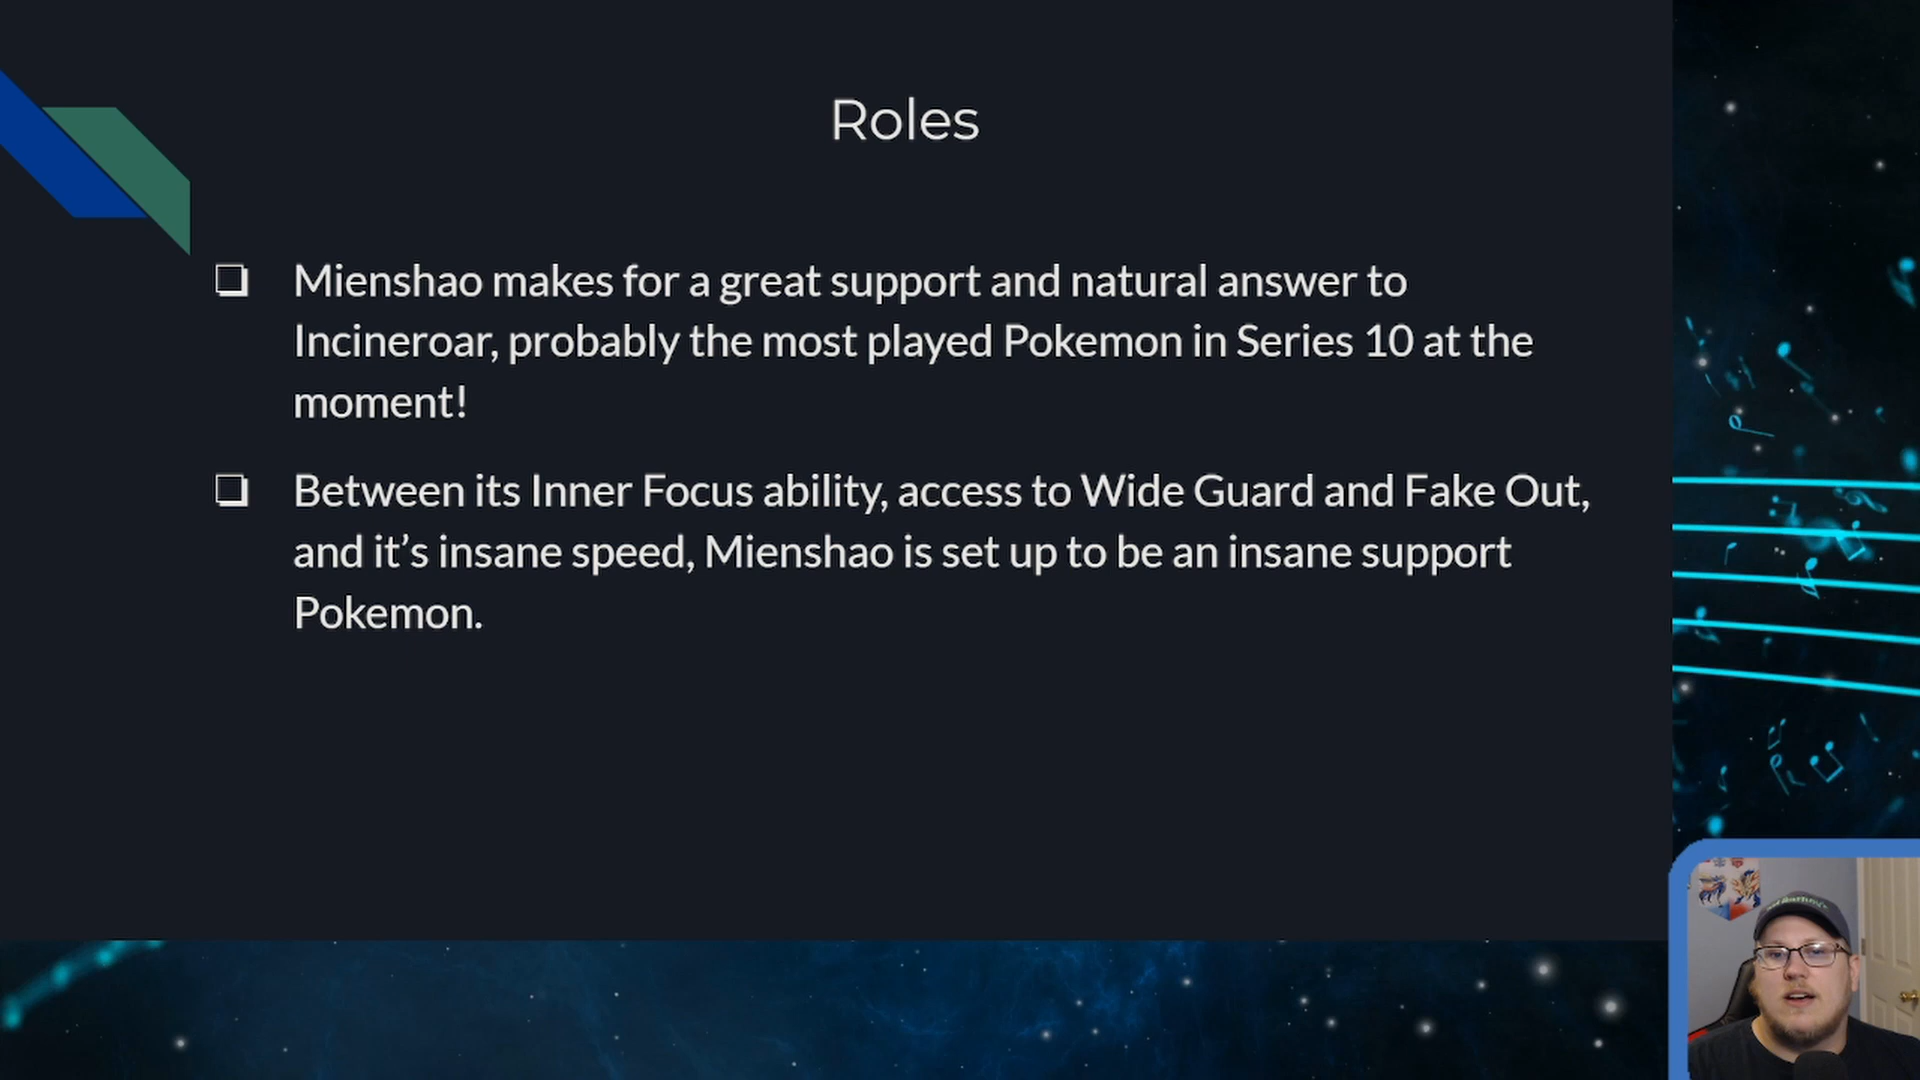 Roles
Mienshao makes for a great support and natural answer to
Incineroar, probably the most played Pokemon in Series 10 at the
moment!
Between its Inner Focus ability, access to Wide Guard and Fake Out,
and it’s insane speed, Mienshao is set up to be an insane support
Pokemon.